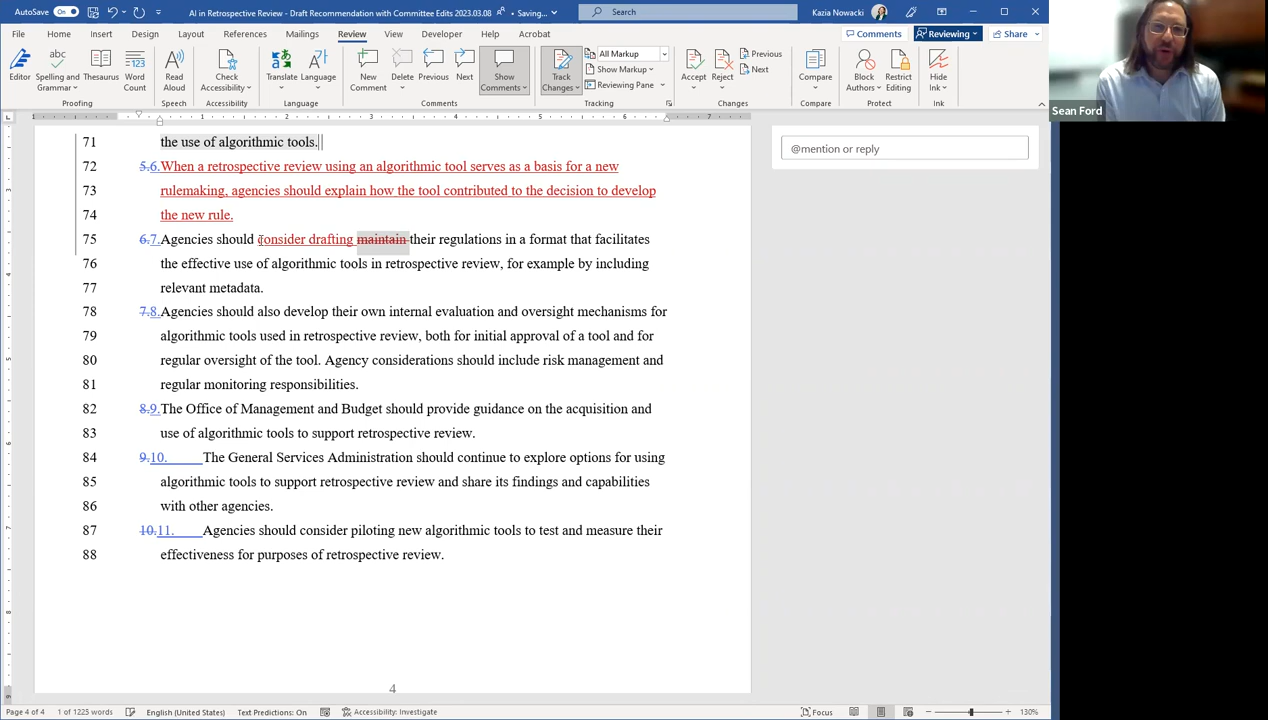 AutoSave On AI in Retrospective Review - Draft Recommendation with Committee Edits 2023.03.08 • Saving... Search Kazia Nowacki
File Home Insert Design Layout References Mailings Review View Developer Help Acrobat Comments Reviewing Share
Editor Spelling and Grammar Thesaurus Word Count Read Aloud Check Accessibility Translate Language New Comment Delete Previous Next Show Comments Track Changes All Markup Show Markup Reviewing Pane Accept Reject Previous Next Compare Block Authors Restrict Editing Hide Ink
Proofing Speech Accessibility Language Comments Tracking Changes Compare Protect Ink
Sean Ford
1 1 2 3 4 5 6 7
71 the use of algorithmic tools.
@mention or reply
72 5.6. When a retrospective review using an algorithmic tool serves as a basis for a new
73 rulemaking, agencies should explain how the tool contributed to the decision to develop
74 the new rule.
75 6.7. Agencies should consider drafting maintain their regulations in a format that facilitates
76 the effective use of algorithmic tools in retrospective review, for example by including
77 relevant metadata.
78 7.8. Agencies should also develop their own internal evaluation and oversight mechanisms for
79 algorithmic tools used in retrospective review, both for initial approval of a tool and for
80 regular oversight of the tool. Agency considerations should include risk management and
81 regular monitoring responsibilities.
82 8.9. The Office of Management and Budget should provide guidance on the acquisition and
83 use of algorithmic tools to support retrospective review.
84 9.10. The General Services Administration should continue to explore options for using
85 algorithmic tools to support retrospective review and share its findings and capabilities
86 with other agencies.
87 10.11. Agencies should consider piloting new algorithmic tools to test and measure their
88 effectiveness for purposes of retrospective review.
4
Page 4 of 4 1 of 1223 words English (United States) Text Predictions: On Accessibility: Investigate Focus 130%